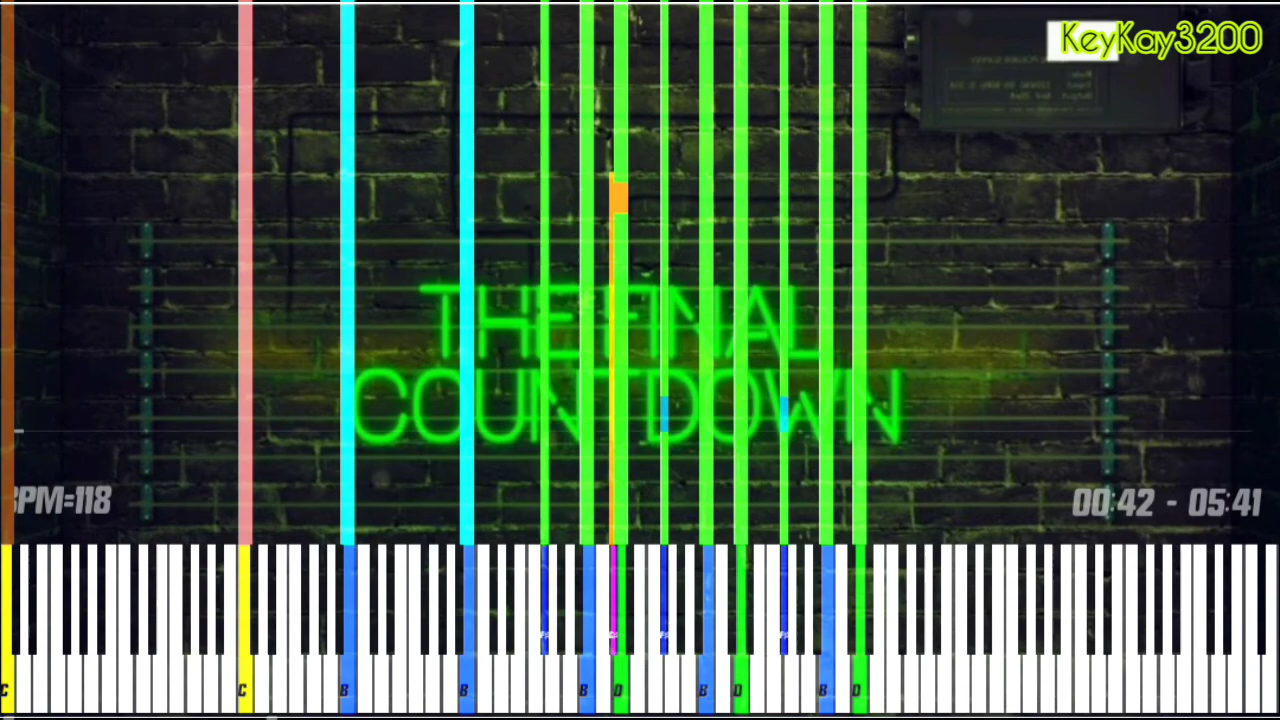 KeyKay3200
THE FINAL
COUNTDOWN
BPM=118
00:42 - 05:41
F# C# F# F#
C C B B B D B D B D